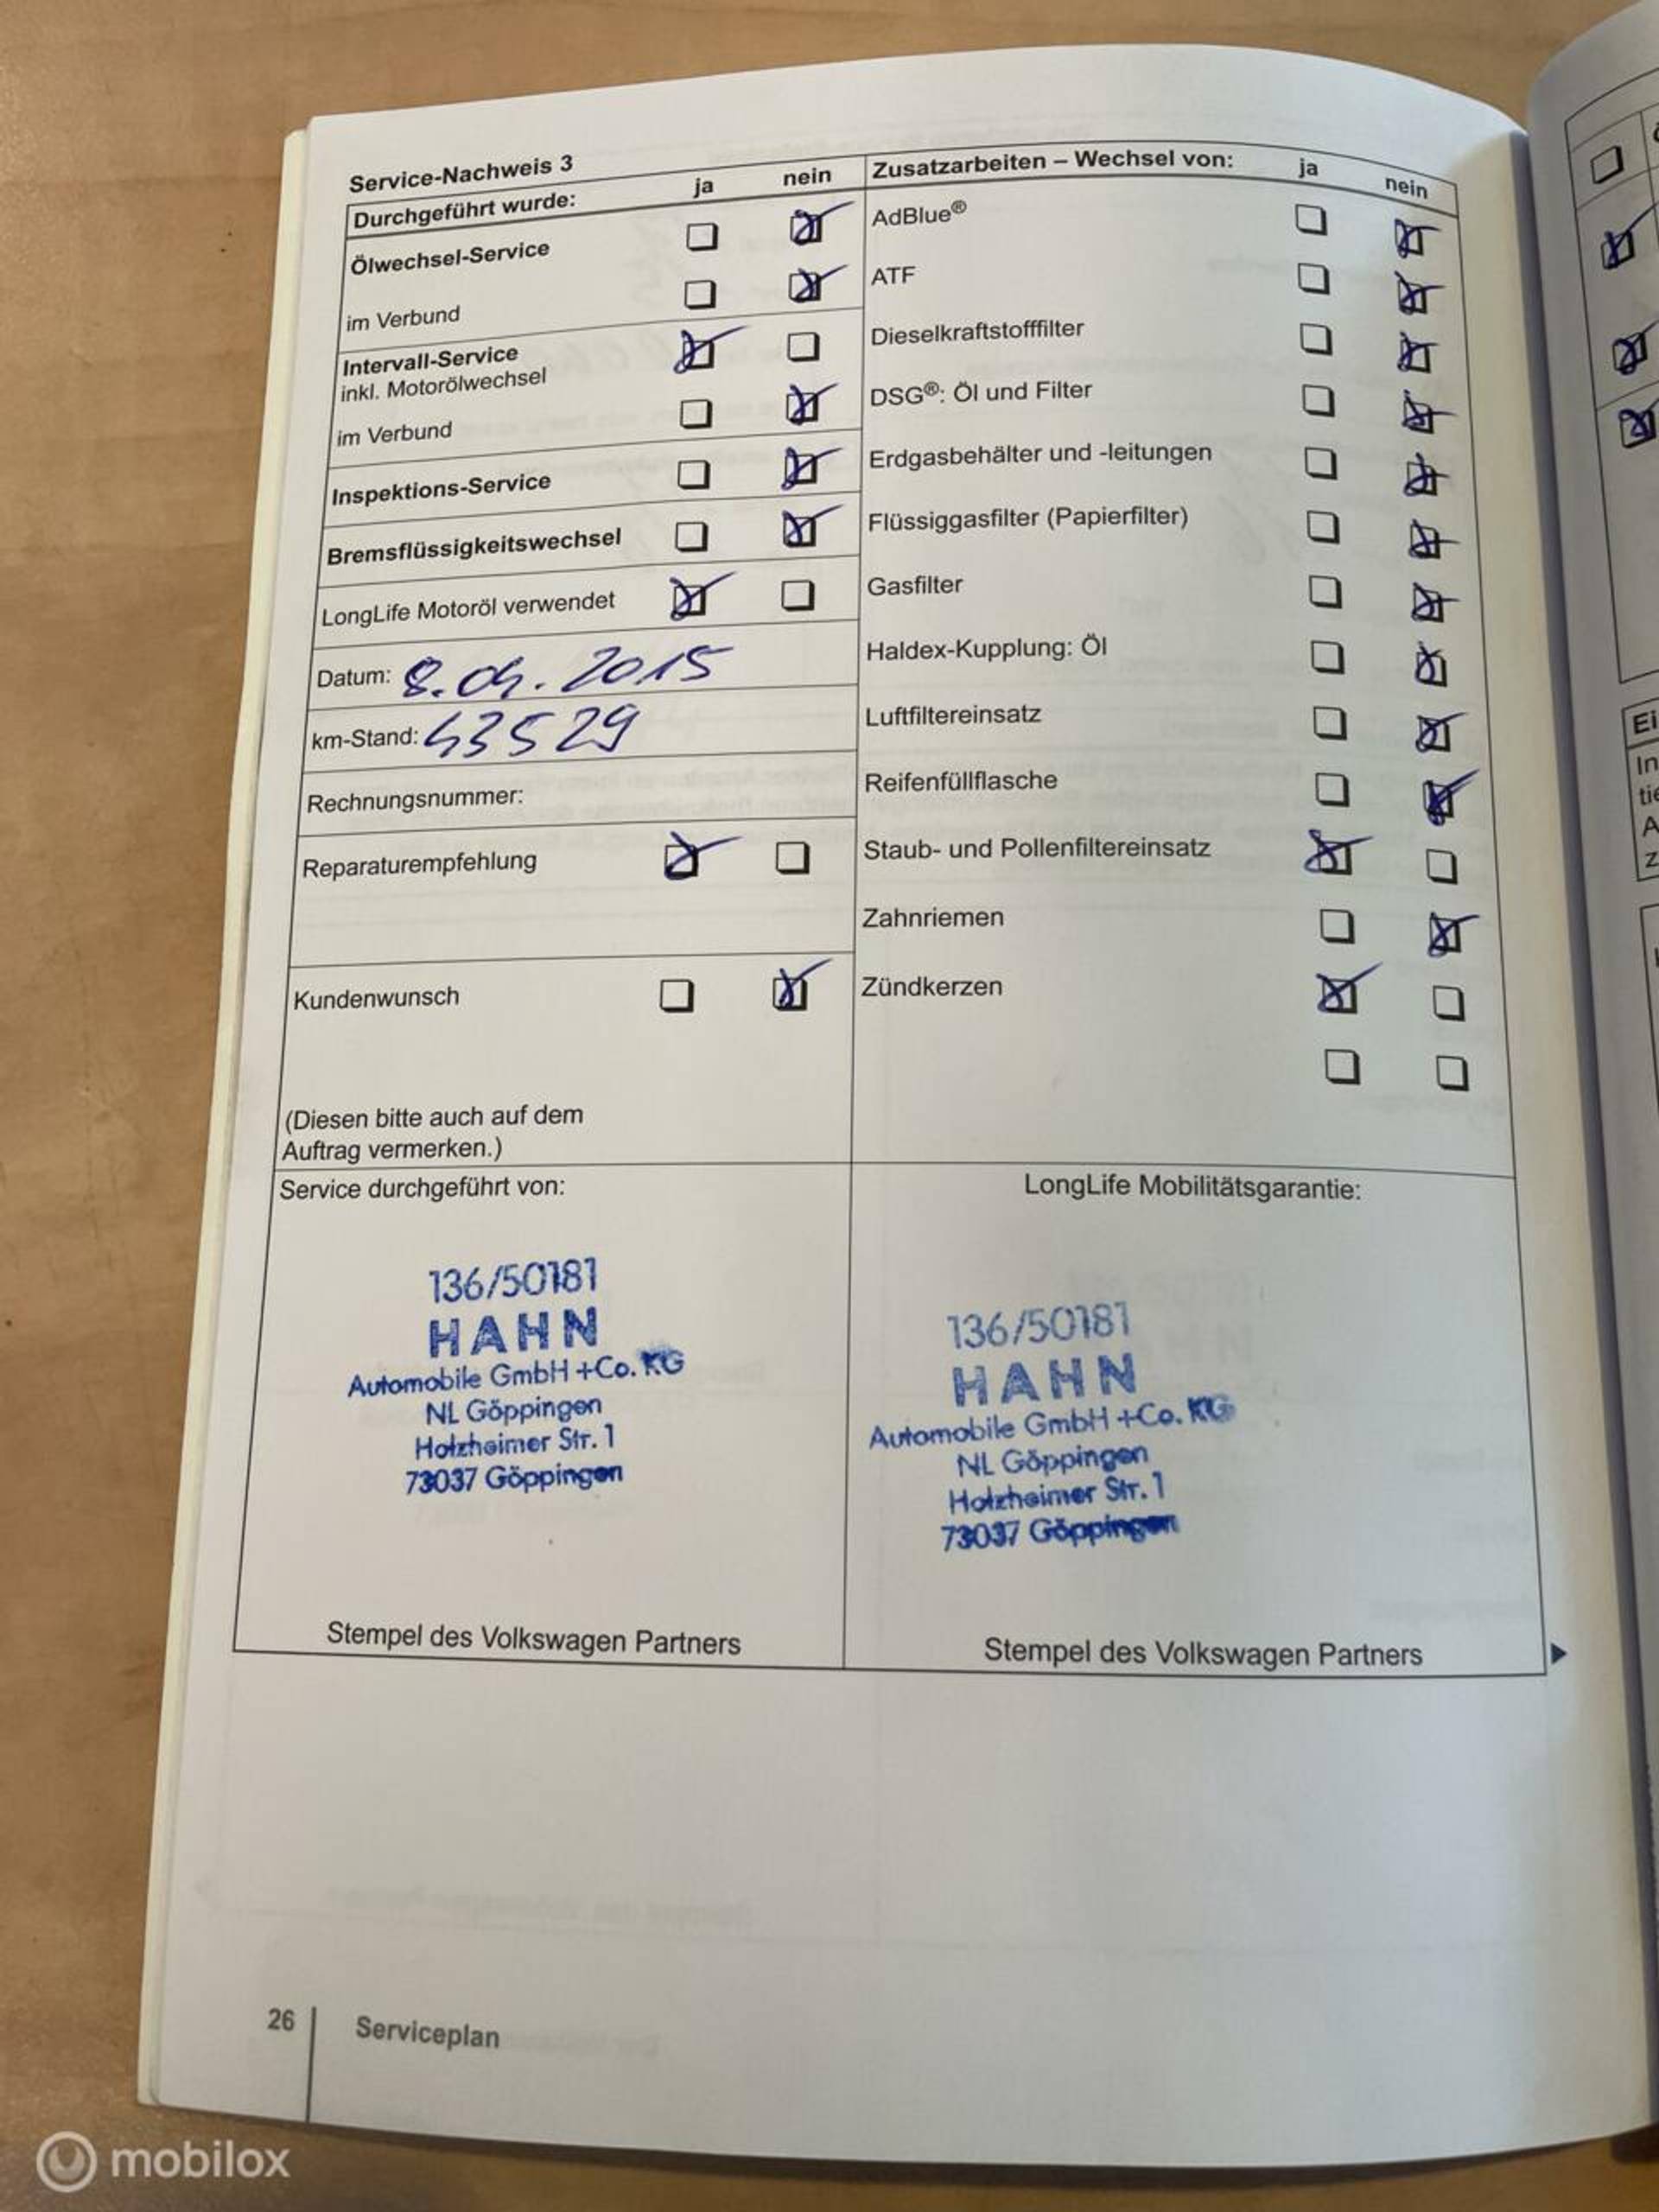 Service-Nachweis 3
Durchgeführt wurde: ja nein
Ölwechsel-Service
im Verbund
Intervall-Service
inkl. Motorölwechsel
im Verbund
Inspektions-Service
Bremsflüssigkeitswechsel
LongLife Motoröl verwendet
Datum: 8.04.2015
km-Stand: 43529
Rechnungsnummer:
Reparaturempfehlung
Kundenwunsch
(Diesen bitte auch auf dem
Auftrag vermerken.)
Zusatzarbeiten – Wechsel von: ja nein
AdBlue®
ATF
Dieselkraftstofffilter
DSG®: Öl und Filter
Erdgasbehälter und -leitungen
Flüssiggasfilter (Papierfilter)
Gasfilter
Haldex-Kupplung: Öl
Luftfiltereinsatz
Reifenfüllflasche
Staub- und Pollenfiltereinsatz
Zahnriemen
Zündkerzen
Service durchgeführt von:
136/50181
HAHN
Automobile GmbH +Co. KG
NL Göppingen
Holzheimer Str. 1
73037 Göppingen
Stempel des Volkswagen Partners
LongLife Mobilitätsgarantie:
136/50181
HAHN
Automobile GmbH +Co. KG
NL Göppingen
Holzheimer Str. 1
73037 Göppingen
Stempel des Volkswagen Partners
26 Serviceplan
mobilox